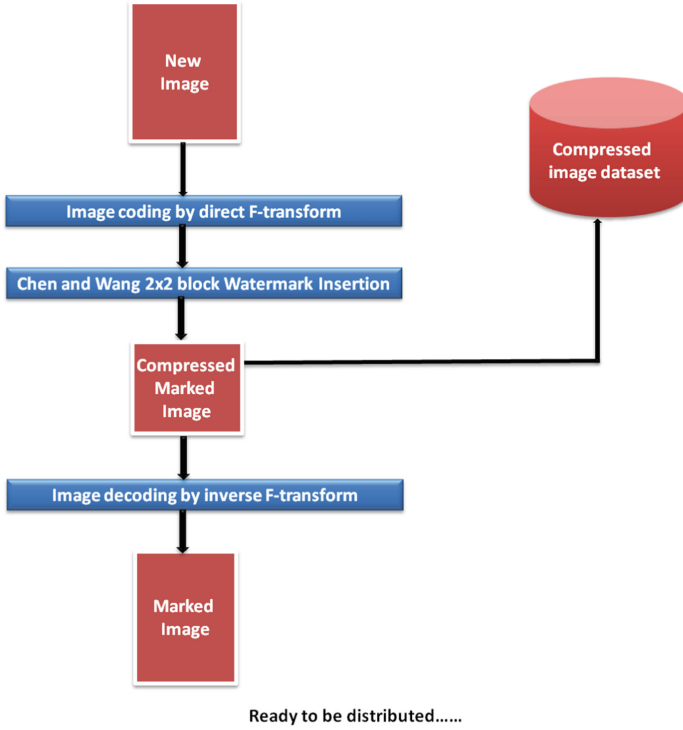 New
Image
Compressed
image dataset
Image coding by direct F-transform
Chen and Wang 2x2 block Watermark Insertion
Compressed
Marked
Image
Image decoding by inverse F-transform
Marked
Image
Ready to be distributed......